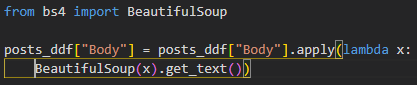 from bs4 import BeautifulSoup
posts_ddf["Body"] = posts_ddf["Body"].apply(lambda x:
BeautifulSoup(x).get_text())